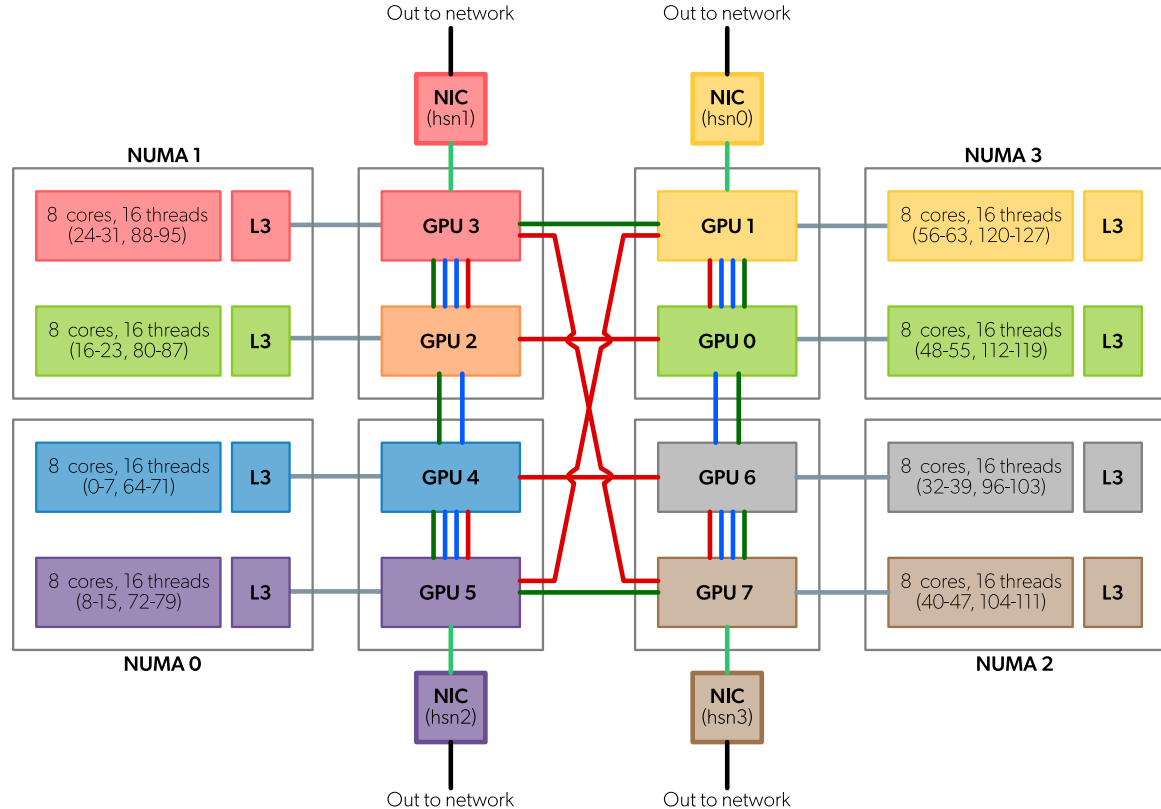 Out to network
Out to network
NIC
(hsn1)
NIC
(hsn0)
NUMA 1
NUMA 3
8 cores, 16 threads
(24-31, 88-95)
L3
GPU 3
GPU 1
8 cores, 16 threads
(56-63, 120-127)
L3
8 cores, 16 threads
(16-23, 80-87)
L3
GPU 2
GPU 0
8 cores, 16 threads
(48-55, 112-119)
L3
8 cores, 16 threads
(0-7, 64-71)
L3
GPU 4
GPU 6
8 cores, 16 threads
(32-39, 96-103)
L3
8 cores, 16 threads
(8-15, 72-79)
L3
GPU 5
GPU 7
8 cores, 16 threads
(40-47, 104-111)
L3
NUMA 0
NUMA 2
NIC
(hsn2)
NIC
(hsn3)
Out to network
Out to network